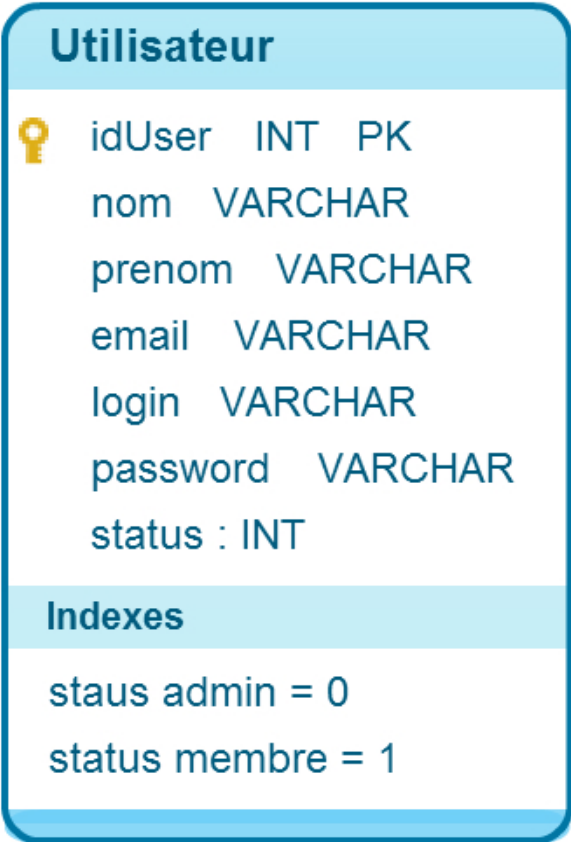 Utilisateur
idUser INT PK
nom VARCHAR
prenom VARCHAR
email VARCHAR
login VARCHAR
password VARCHAR
status : INT
Indexes
staus admin = 0
status membre = 1